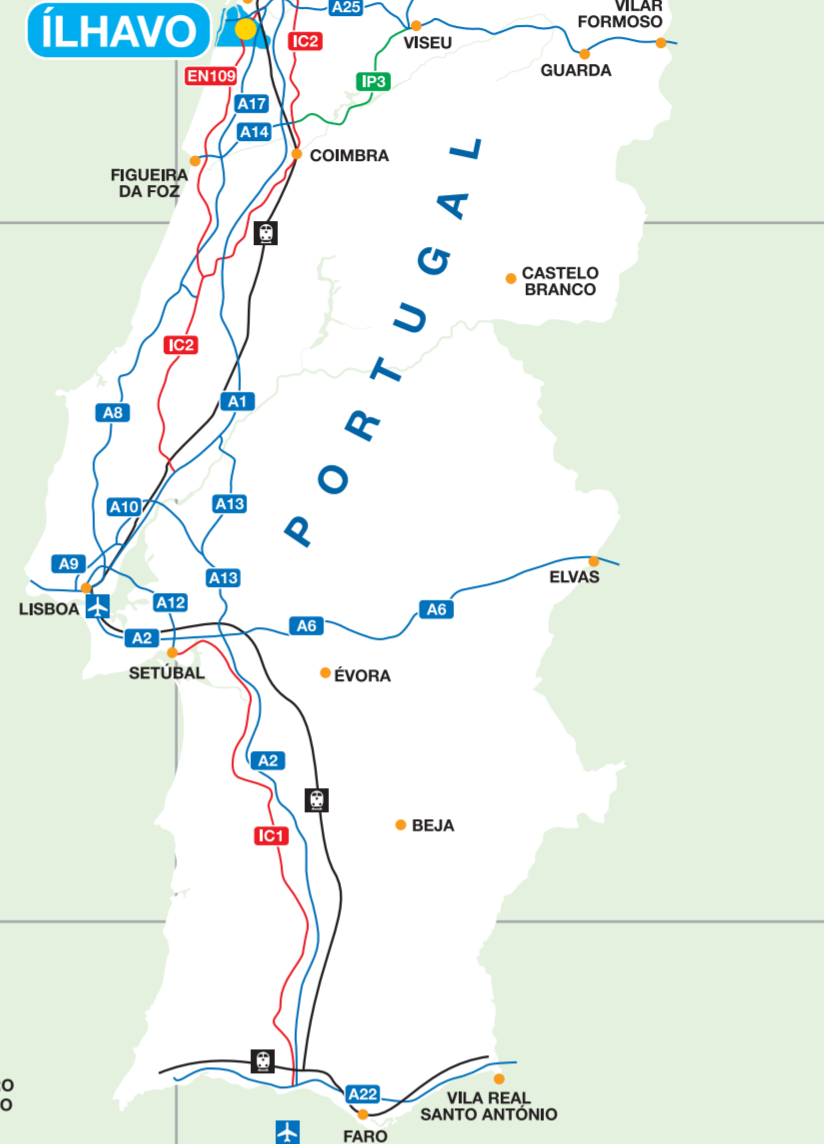 A25
VILAR
FORMOSO
ÍLHAVO
IC2
VISEU
GUARDA
EN109
IP3
A17
A14
COIMBRA
FIGUEIRA
DA FOZ
PORTUGAL
CASTELO
BRANCO
IC2
A8
A1
A10
A13
A9
A13
ELVAS
LISBOA
A12
A6
A6
A2
SETÚBAL
ÉVORA
A2
BEJA
IC1
O
O
A22
VILA REAL
SANTO ANTÓNIO
FARO